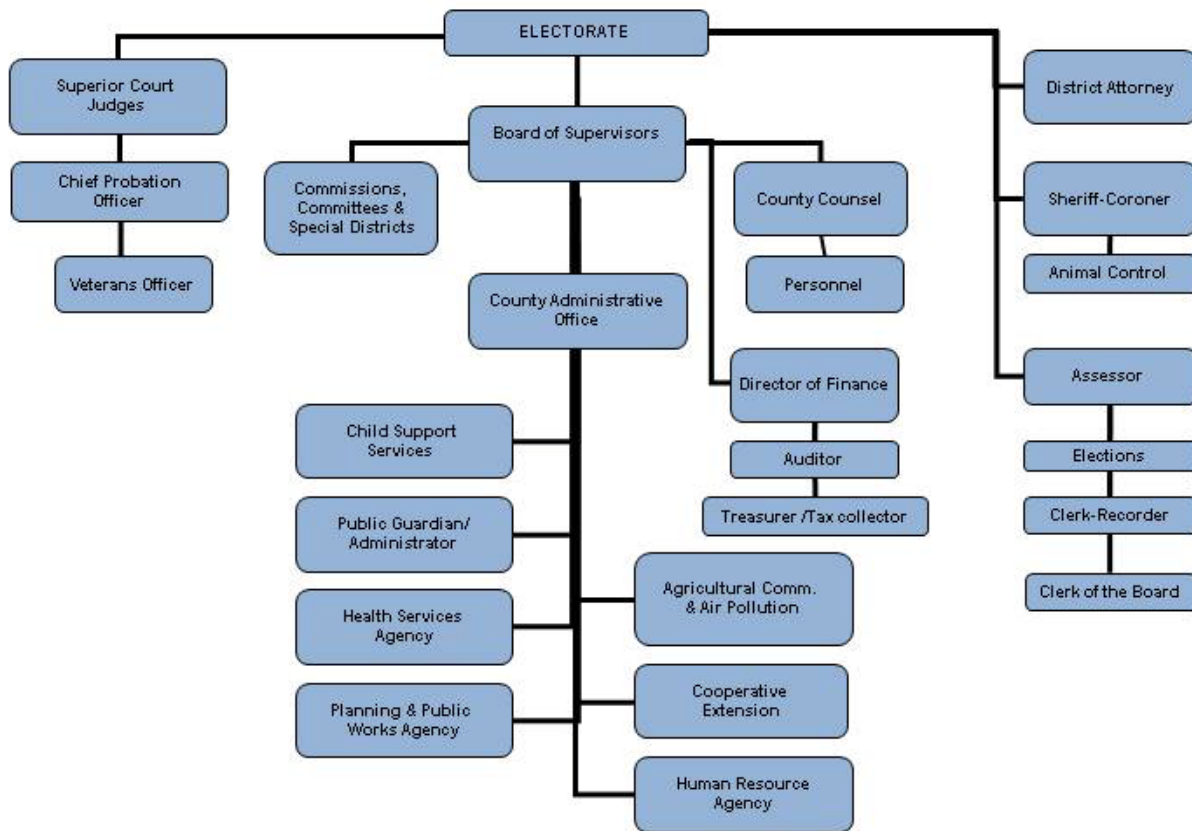 ELECTORATE
Superior Court
Judges
District Attorney
Board of Supervisors
Chief Probation
Officer
Commissions,
Committees &
Special Districts
County Counsel
Sheriff-Coroner
Veterans Officer
County Administrative
Office
Personnel
Animal Control
Director of Finance
Assessor
Child Support
Services
Auditor
Elections
Public Guardian/
Administrator
Treasurer /Tax collector
Clerk-Recorder
Health Services
Agency
Agricultural Comm.
& Air Pollution
Clerk of the Board
Planning & Public
Works Agency
Cooperative
Extension
Human Resource
Agency